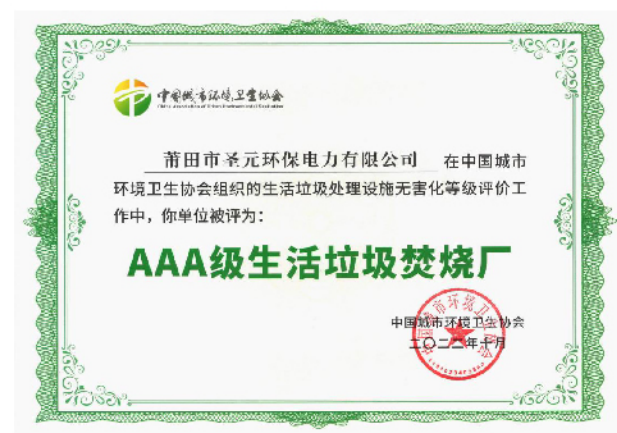 中国城市环境卫生协会
莆田市圣元环保电力有限公司 在中国城市
环境卫生协会组织的生活垃圾处理设施无害化等级评价工
作中，你单位被评为：
AAA级生活垃圾焚烧厂
中国城市环境卫生协会
二〇二二年十月